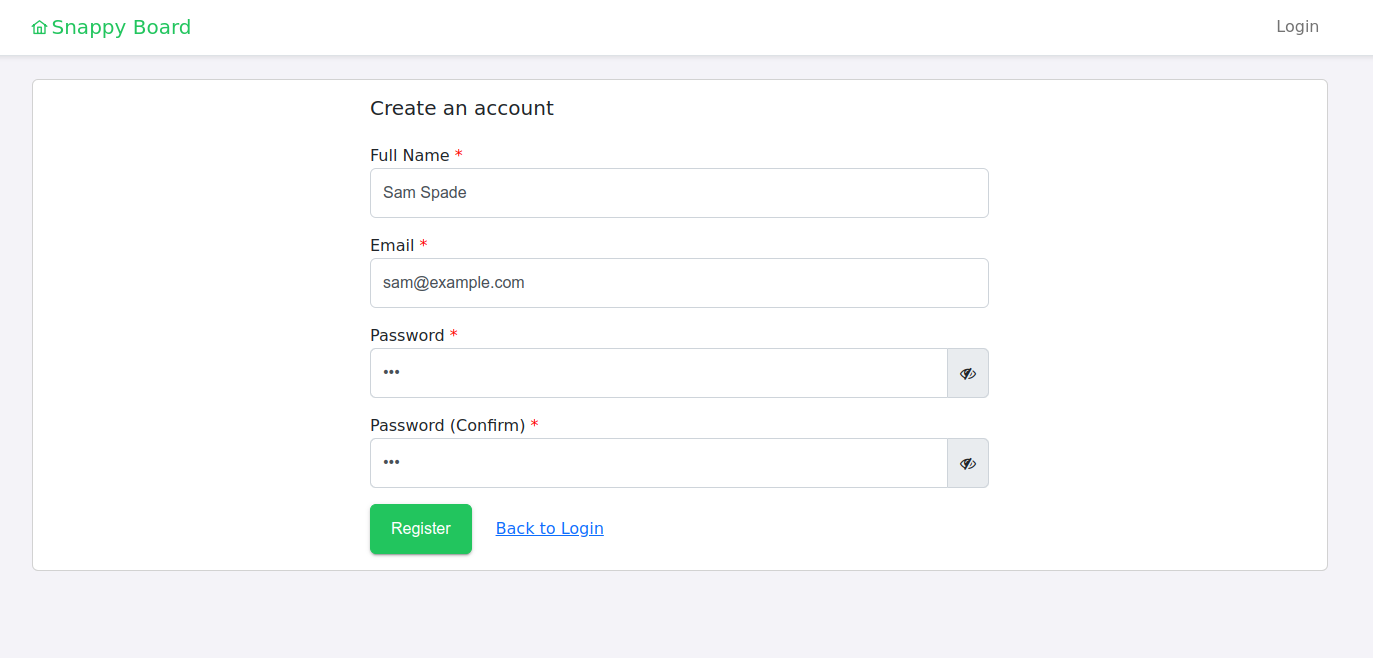 Snappy Board
Login
Create an account
Full Name *
Sam Spade
Email *
sam@example.com
Password *
•••
Password (Confirm) *
•••
Register
Back to Login